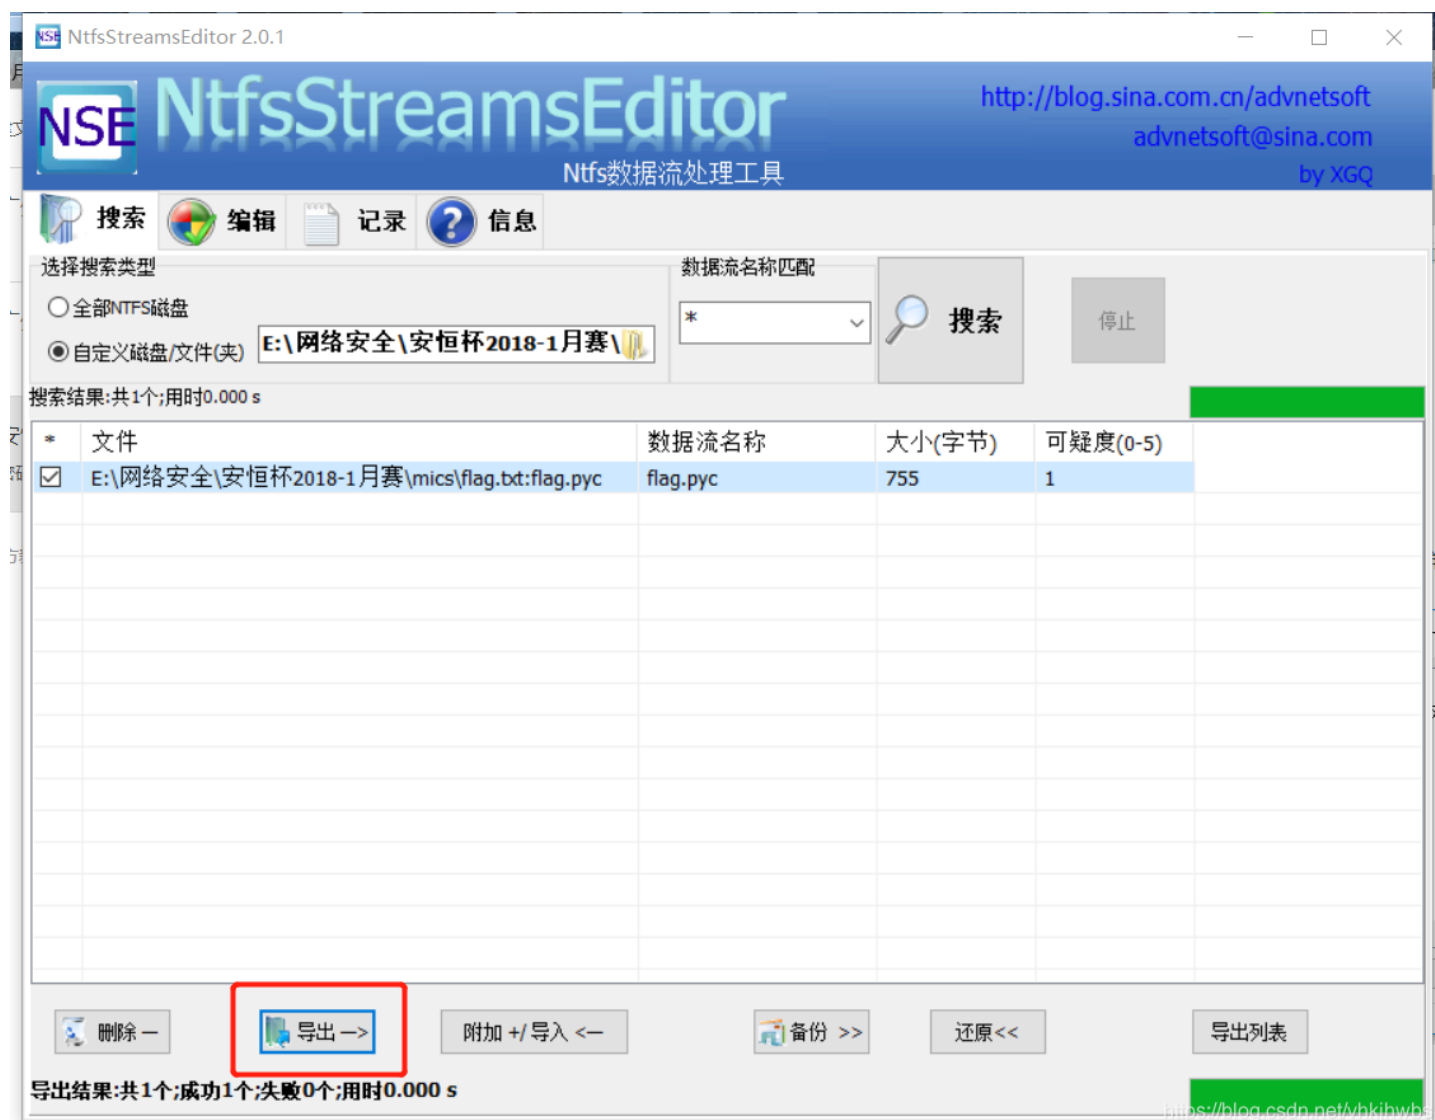 NSE NtfsStreamsEditor 2.0.1
NSE NtfsStreamsEditor
http://blog.sina.com.cn/advnetsoft
advnetsoft@sina.com
Ntfs数据流处理工具
by XGQ
搜索 编辑 记录 信息
选择搜索类型 数据流名称匹配
全部NTFS磁盘
* 搜索 停止
自定义磁盘/文件(夹) E:\网络安全\安恒杯2018-1月赛\
搜索结果:共1个;用时0.000 s
* 文件 数据流名称 大小(字节) 可疑度(0-5)
E:\网络安全\安恒杯2018-1月赛\mics\flag.txt:flag.pyc flag.pyc 755 1
删除 — 导出 —> 附加 +/ 导入 <— 备份 >> 还原<< 导出列表
导出结果:共1个;成功1个;失败0个;用时0.000 s
https://blog.csdn.net/yhkihwbs